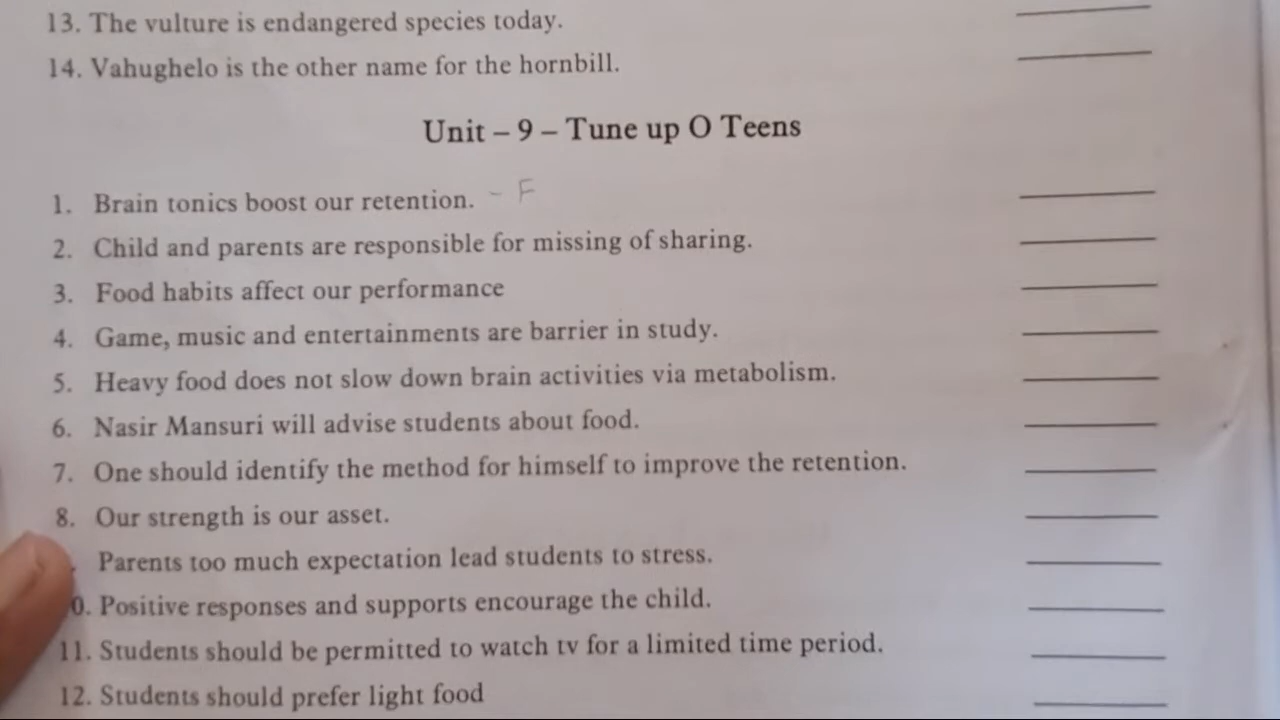 13. The vulture is endangered species today.
14. Vahughelo is the other name for the hornbill.
Unit – 9 – Tune up O Teens
1. Brain tonics boost our retention. - F
2. Child and parents are responsible for missing of sharing.
3. Food habits affect our performance
4. Game, music and entertainments are barrier in study.
5. Heavy food does not slow down brain activities via metabolism.
6. Nasir Mansuri will advise students about food.
7. One should identify the method for himself to improve the retention.
8. Our strength is our asset.
. Parents too much expectation lead students to stress.
0. Positive responses and supports encourage the child.
11. Students should be permitted to watch tv for a limited time period.
12. Students should prefer light food